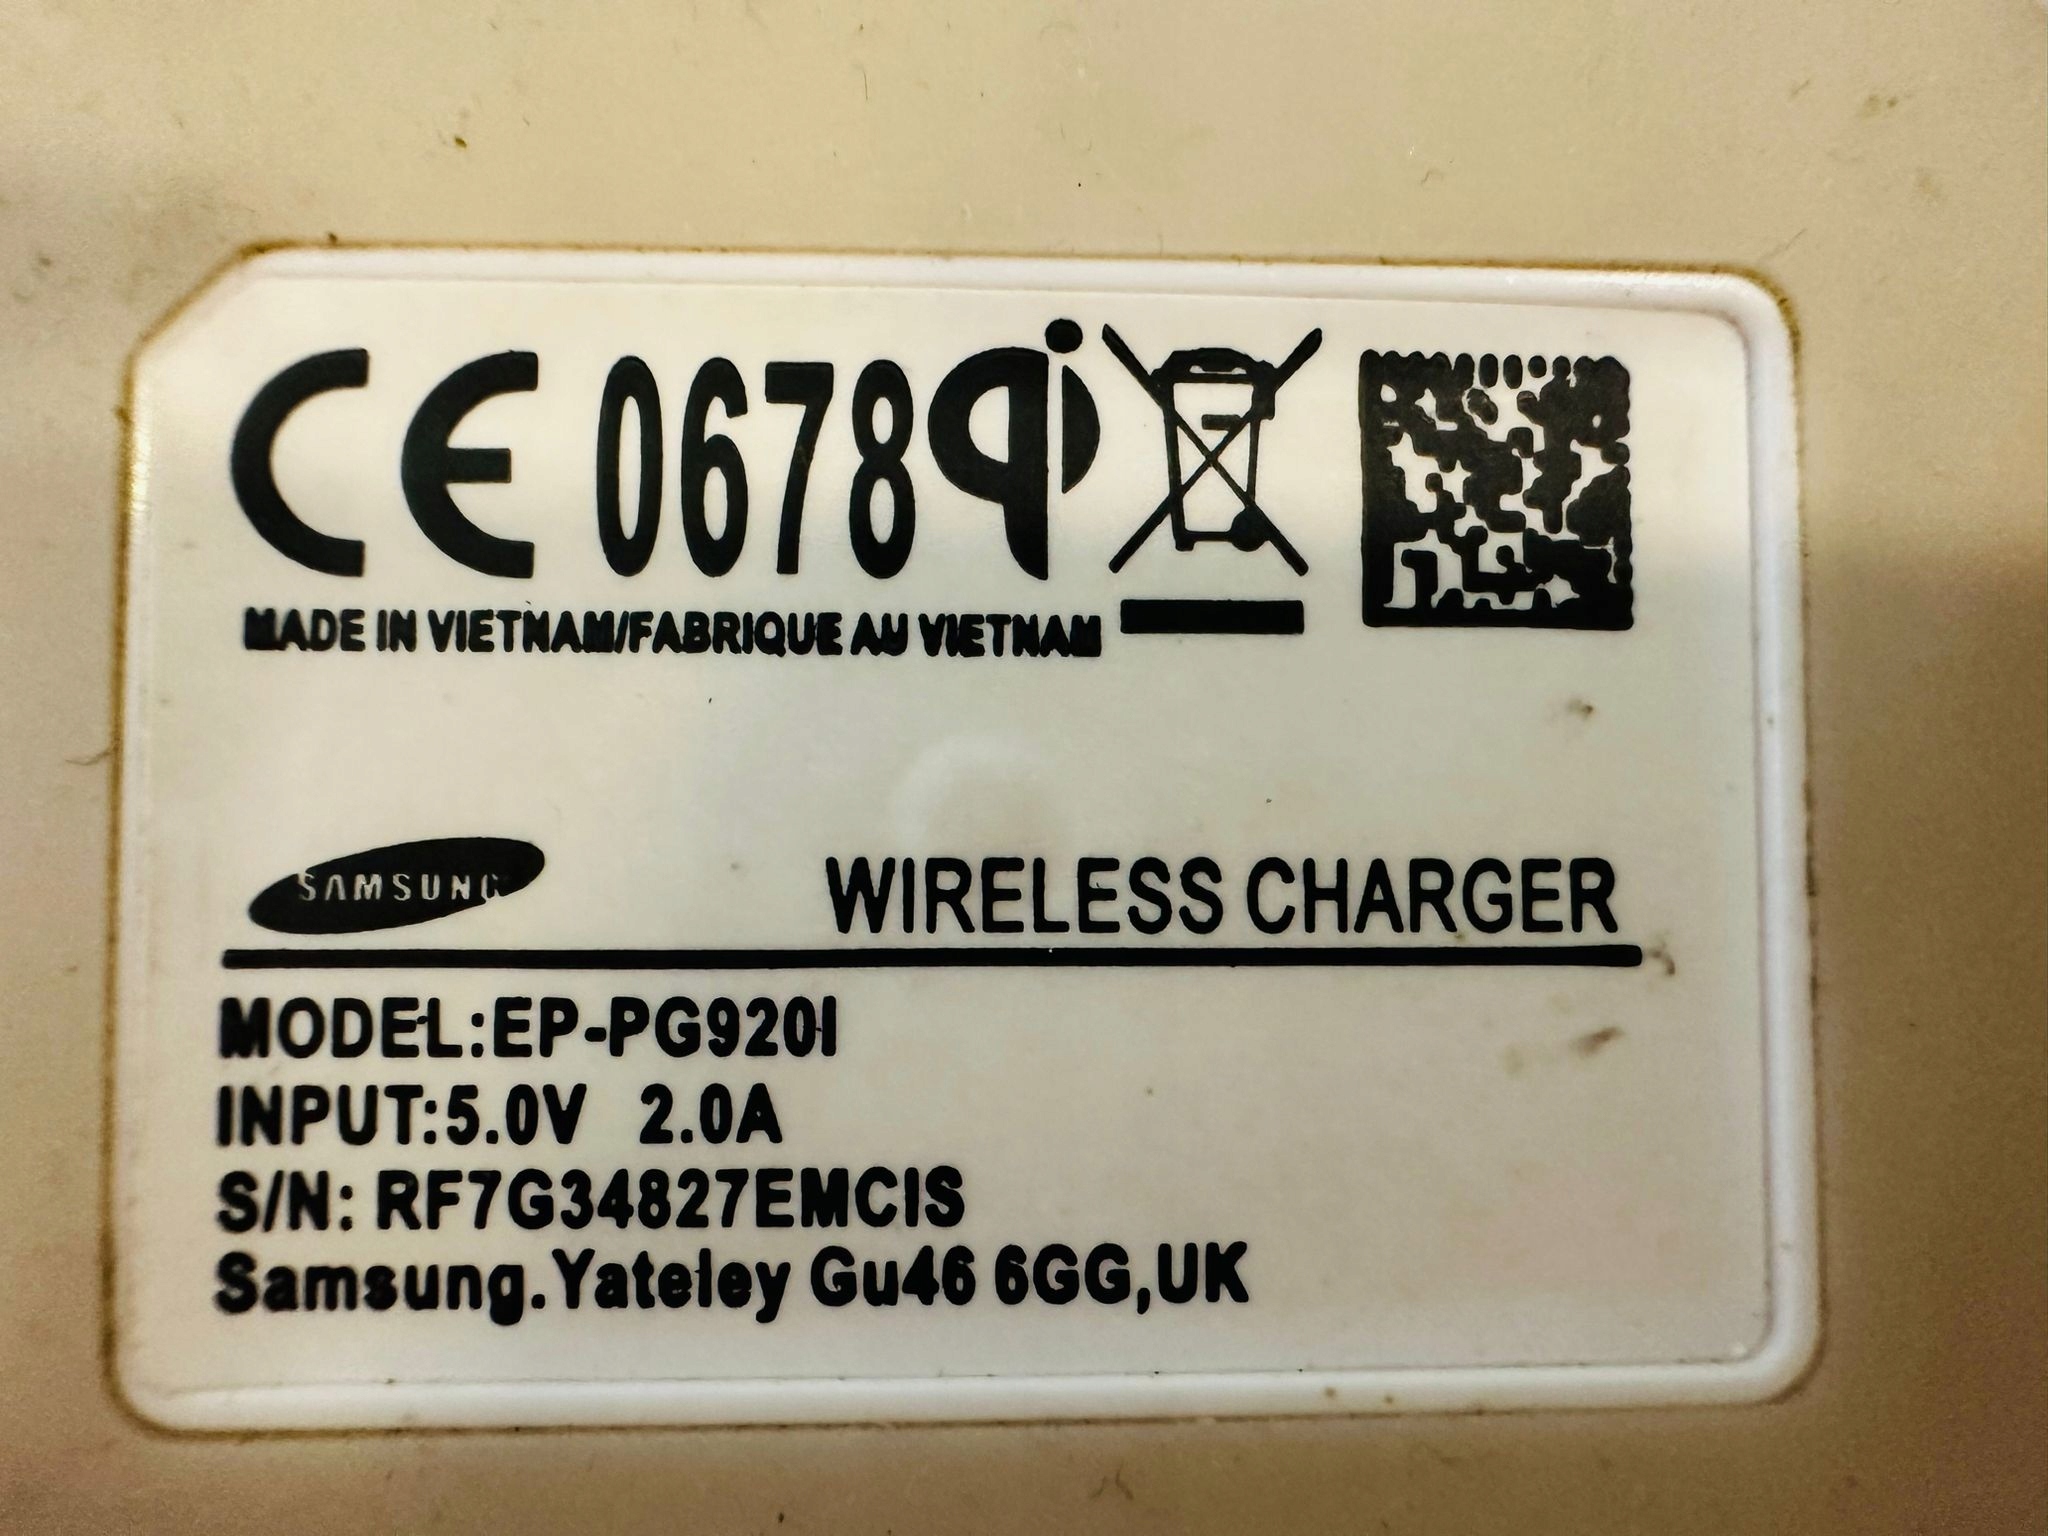 CE 0678 qi
MADE IN VIETNAM/FABRIQUE AU VIETNAM
SAMSUNG
WIRELESS CHARGER
MODEL:EP-PG920I
INPUT:5.0V 2.0A
S/N: RF7G34827EMCIS
Samsung.Yateley Gu46 6GG,UK